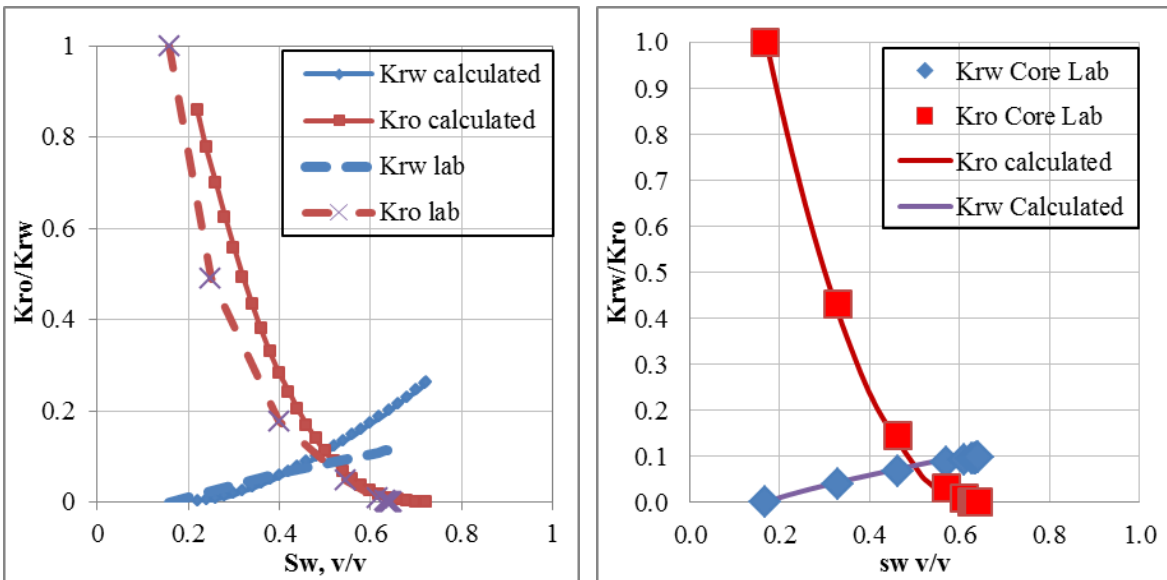 1
0.8
0.6
0.4
0.2
0
Kro/Krw
0
0.2
0.4
0.6
0.8
1
Sw, v/v
Krw calculated
Kro calculated
Krw lab
Kro lab
1.0
0.9
0.8
0.7
0.6
0.5
0.4
0.3
0.2
0.1
0.0
Krw/Kro
0.0
0.2
0.4
0.6
0.8
1.0
sw v/v
Krw Core Lab
Kro Core Lab
Kro calculated
Krw Calculated